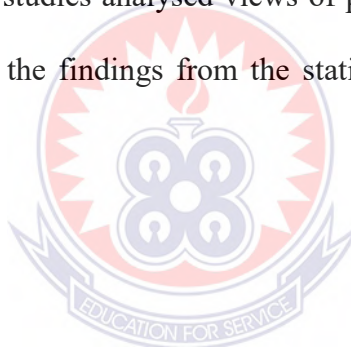 studies analysed views of p
the findings from the stati
EDUCATION FOR SERVICE